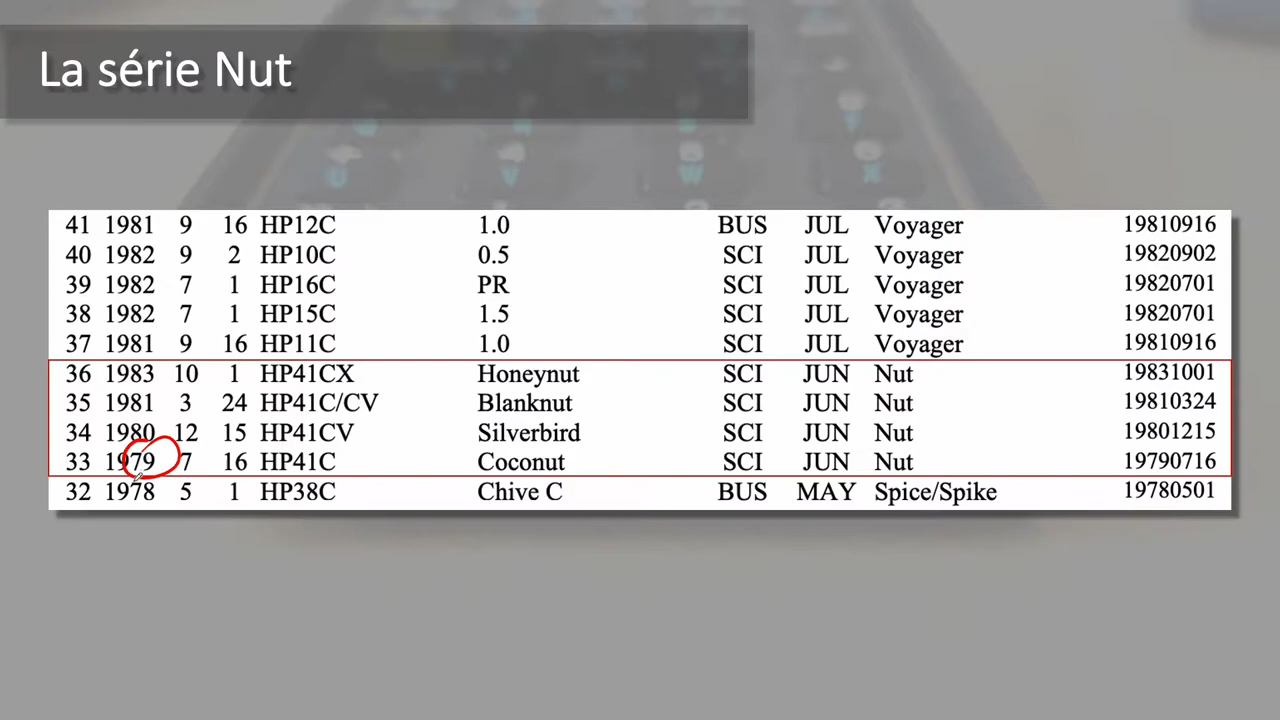 La série Nut
41 1981 9 16 HP12C 1.0 BUS JUL Voyager 19810916
40 1982 9 2 HP10C 0.5 SCI JUL Voyager 19820902
39 1982 7 1 HP16C PR SCI JUL Voyager 19820701
38 1982 7 1 HP15C 1.5 SCI JUL Voyager 19820701
37 1981 9 16 HP11C 1.0 SCI JUL Voyager 19810916
36 1983 10 1 HP41CX Honeynut SCI JUN Nut 19831001
35 1981 3 24 HP41C/CV Blanknut SCI JUN Nut 19810324
34 1980 12 15 HP41CV Silverbird SCI JUN Nut 19801215
33 1979 7 16 HP41C Coconut SCI JUN Nut 19790716
32 1978 5 1 HP38C Chive C BUS MAY Spice/Spike 19780501
U V W X